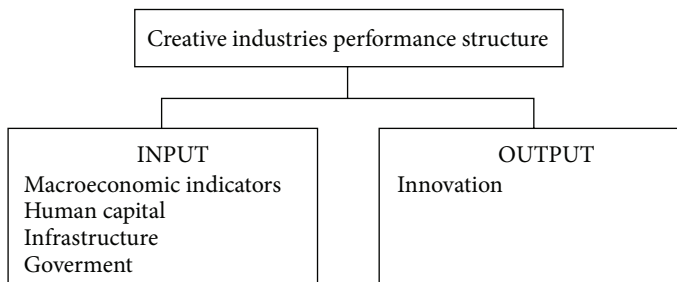 Creative industries performance structure
INPUT
Macroeconomic indicators
Human capital
Infrastructure
Goverment
OUTPUT
Innovation